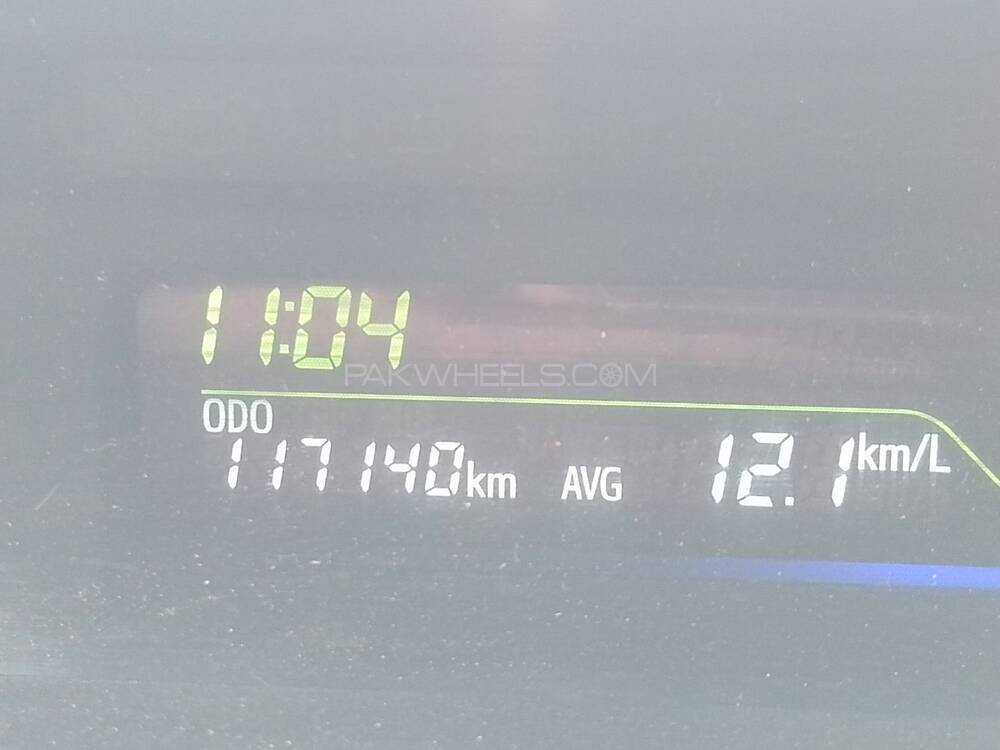 11:04
PAKWHEELS.COM
ODO
117140km AVG 12.1km/L